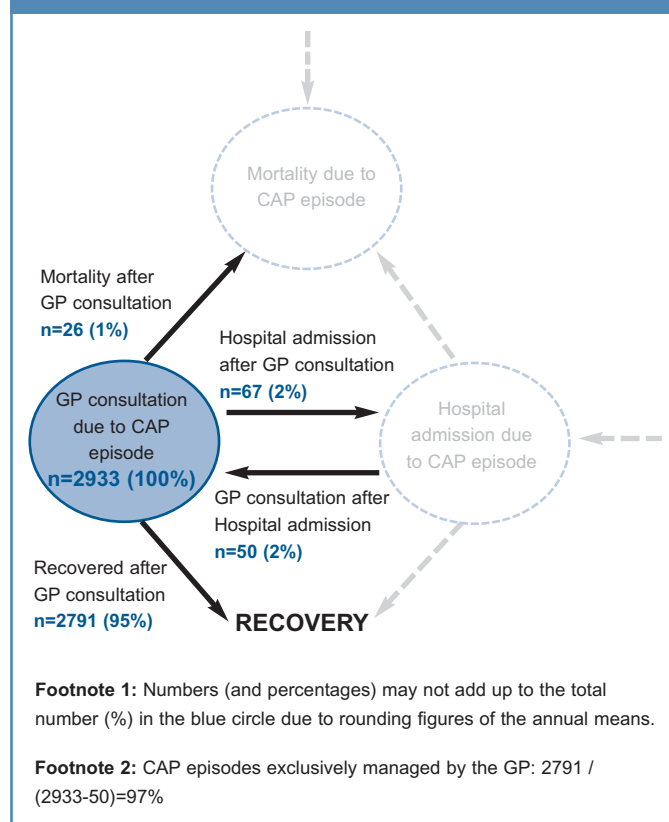 Mortality due to
CAP episode
Mortality after
GP consultation
n=26 (1%)
Hospital admission
after GP consultation
n=67 (2%)
GP consultation
due to CAP
episode
n=2933 (100%)
Hospital
admission due
to CAP episode
GP consultation after
Hospital admission
n=50 (2%)
Recovered after
GP consultation
n=2791 (95%)
RECOVERY
Footnote 1: Numbers (and percentages) may not add up to the total
number (%) in the blue circle due to rounding figures of the annual means.
Footnote 2: CAP episodes exclusively managed by the GP: 2791 /
(2933-50)=97%